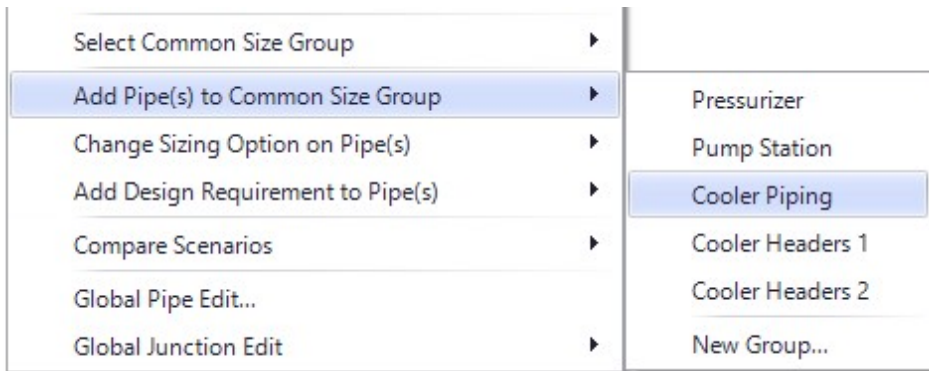 Select Common Size Group
Add Pipe(s) to Common Size Group
Change Sizing Option on Pipe(s)
Add Design Requirement to Pipe(s)
Compare Scenarios
Global Pipe Edit...
Global Junction Edit
Pressurizer
Pump Station
Cooler Piping
Cooler Headers 1
Cooler Headers 2
New Group...